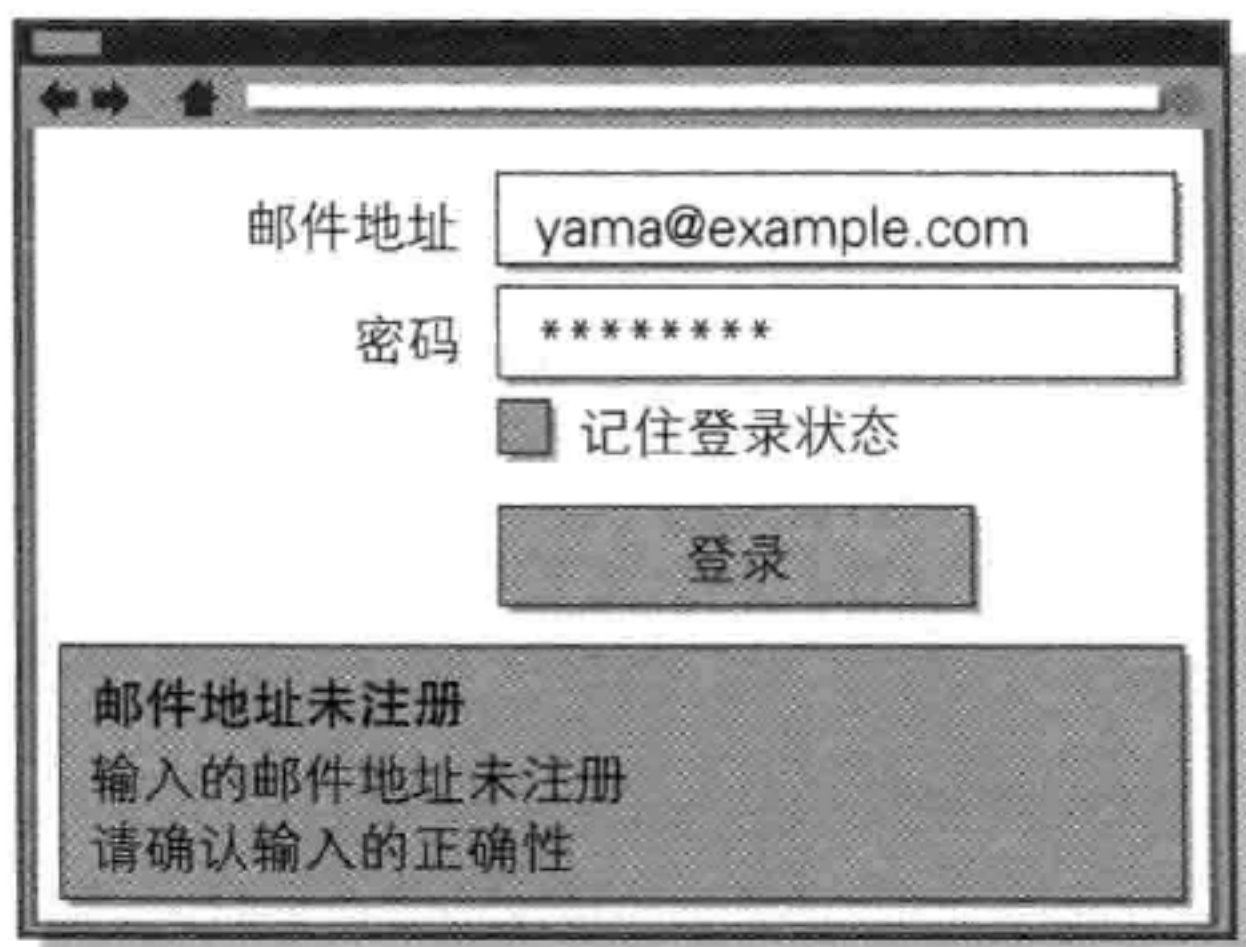 邮件地址 yama@example.com
密码 ********
记住登录状态
登录
邮件地址未注册
输入的邮件地址未注册
请确认输入的正确性